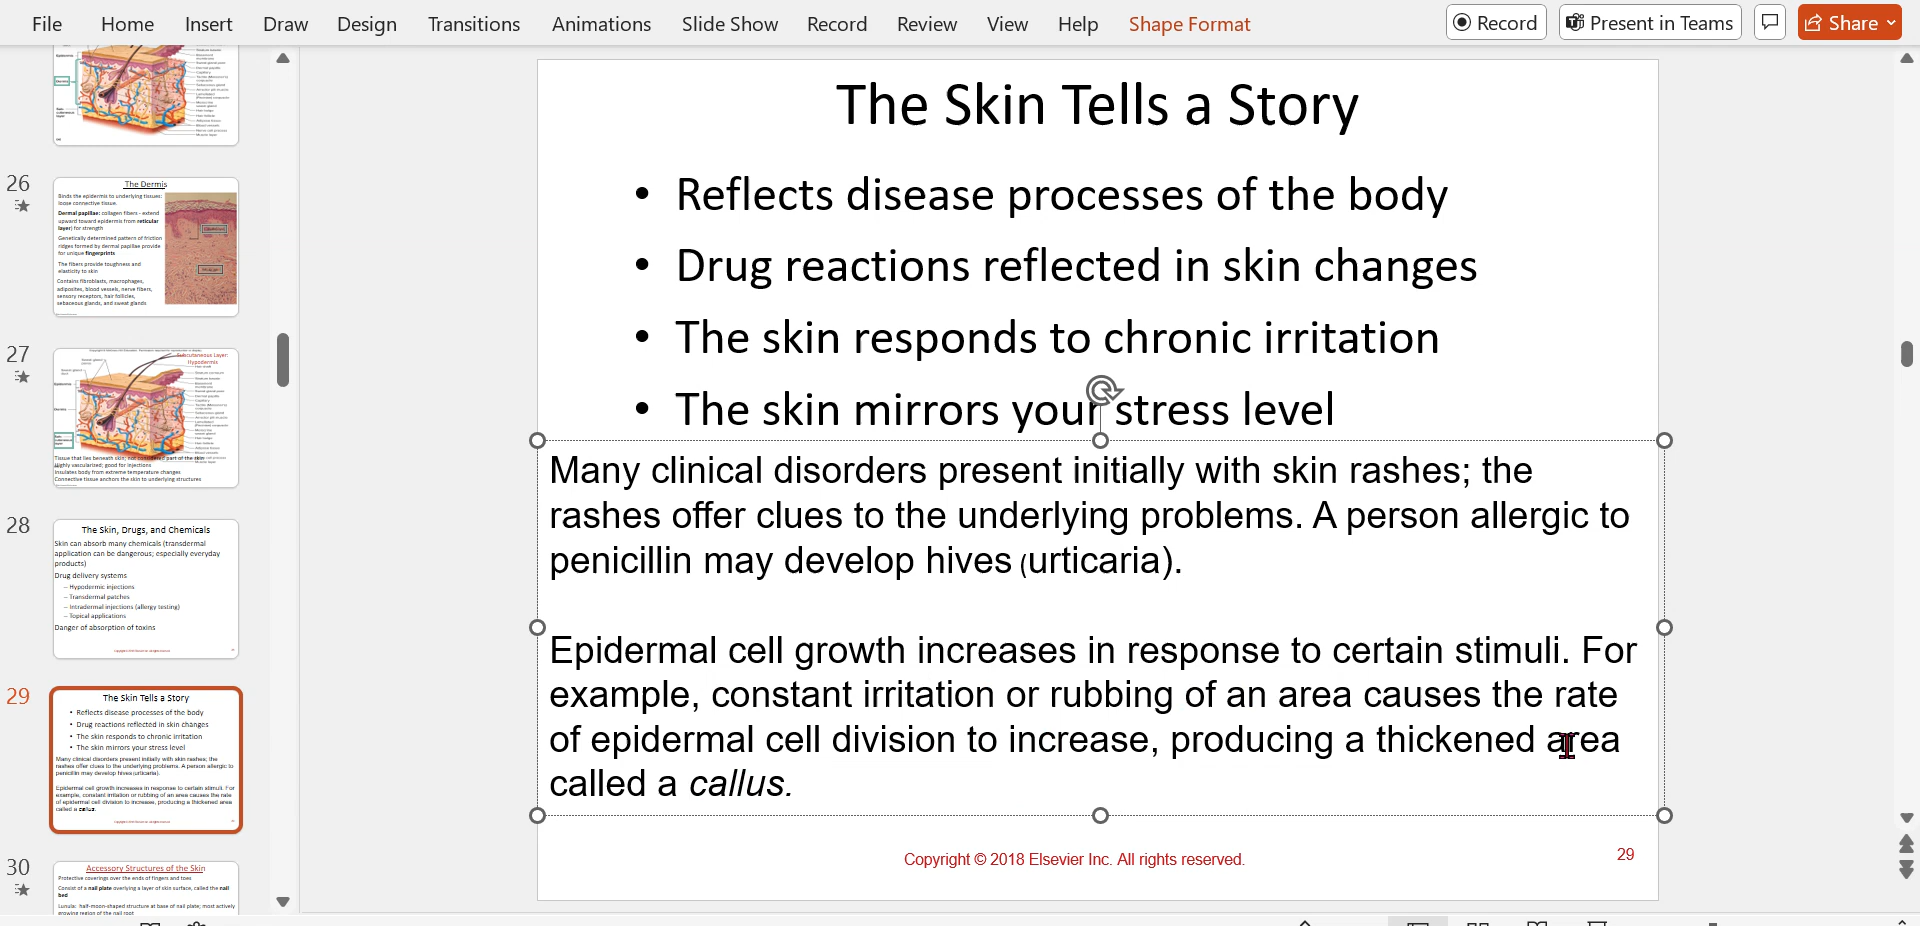 File Home Insert Draw Design Transitions Animations Slide Show Record Review View Help Shape Format Record Present in Teams Share
26
The Dermis
Binds the epidermis to underlying tissues:
loose connective tissue.
Dermal papillae: collagen fibers - extend
upward toward epidermis from reticular
layer) for strength
Genetically determined pattern of friction
ridges formed by dermal papillae provide
for unique fingerprints
The fibers provide toughness and
elasticity to skin
Contains fibroblasts, macrophages,
adiposites, blood vessels, nerve fibers,
sensory receptors, hair follicles,
sebaceous glands, and sweat glands
27
Subcutaneous Layer:
Hypodermis
Tissue that lies beneath skin; not considered part of the skin
Highly vascularized; good for injections
Insulates body from extreme temperature changes
Connective tissue anchors the skin to underlying structures
28
The Skin, Drugs, and Chemicals
Skin can absorb many chemicals (transdermal
application can be dangerous; especially everyday
products)
Drug delivery systems
– Hypodermic injections
– Transdermal patches
– Intradermal injections (allergy testing)
– Topical applications
Danger of absorption of toxins
29
The Skin Tells a Story
• Reflects disease processes of the body
• Drug reactions reflected in skin changes
• The skin responds to chronic irritation
• The skin mirrors your stress level
Many clinical disorders present initially with skin rashes; the
rashes offer clues to the underlying problems. A person allergic to
penicillin may develop hives (urticaria).
Epidermal cell growth increases in response to certain stimuli. For
example, constant irritation or rubbing of an area causes the rate
of epidermal cell division to increase, producing a thickened area
called a callus.
30
Accessory Structures of the Skin
Protective coverings over the ends of fingers and toes
Consist of a nail plate overlying a layer of skin surface, called the nail
bed
Lunula: half-moon-shaped structure at base of nail plate; most actively
growing region of the nail root
The Skin Tells a Story
• Reflects disease processes of the body
• Drug reactions reflected in skin changes
• The skin responds to chronic irritation
• The skin mirrors your stress level
Many clinical disorders present initially with skin rashes; the
rashes offer clues to the underlying problems. A person allergic to
penicillin may develop hives (urticaria).
Epidermal cell growth increases in response to certain stimuli. For
example, constant irritation or rubbing of an area causes the rate
of epidermal cell division to increase, producing a thickened area
called a callus.
Copyright © 2018 Elsevier Inc. All rights reserved.
29